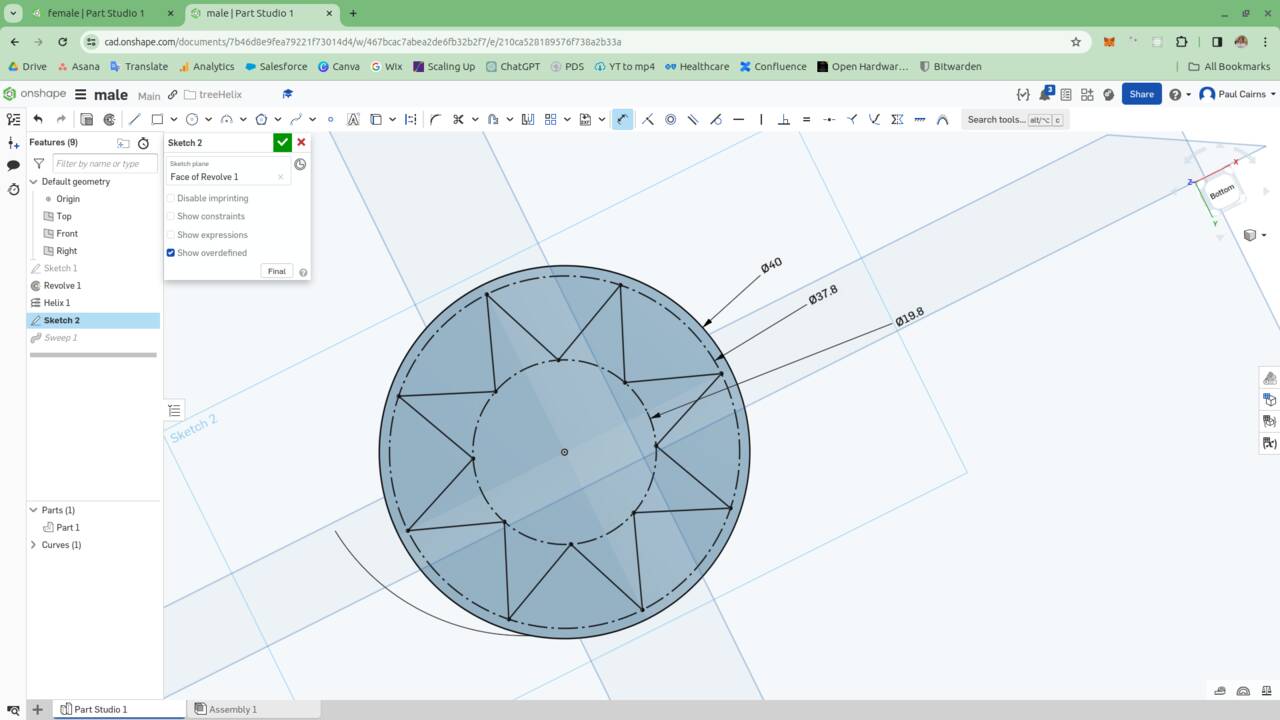 female | Part Studio 1
male | Part Studio 1
cad.onshape.com/documents/7b46d8e9fea79221f73014d4/w/467bcac7abea2de6fb32b2f7/e/210ca528189576f738a2b33a
Drive Asana Translate Analytics Salesforce Canva Wix Scaling Up ChatGPT PDS YT to mp4 Healthcare Confluence Open Hardwar... Bitwarden All Bookmarks
onshape male Main treeHelix 3 Share Paul Cairns
Search tools... alt/⌥ c
Features (9)
Filter by name or type
Default geometry
Origin
Top
Front
Right
Sketch 1
Revolve 1
Helix 1
Sketch 2
Sweep 1
Parts (1)
Part 1
Curves (1)
Sketch 2
Sketch plane
Face of Revolve 1
Disable imprinting
Show constraints
Show expressions
Show overdefined
Final
Sketch 2
Ø40
Ø37.8
Ø19.8
X
Z
Bottom
Y
Part Studio 1
Assembly 1